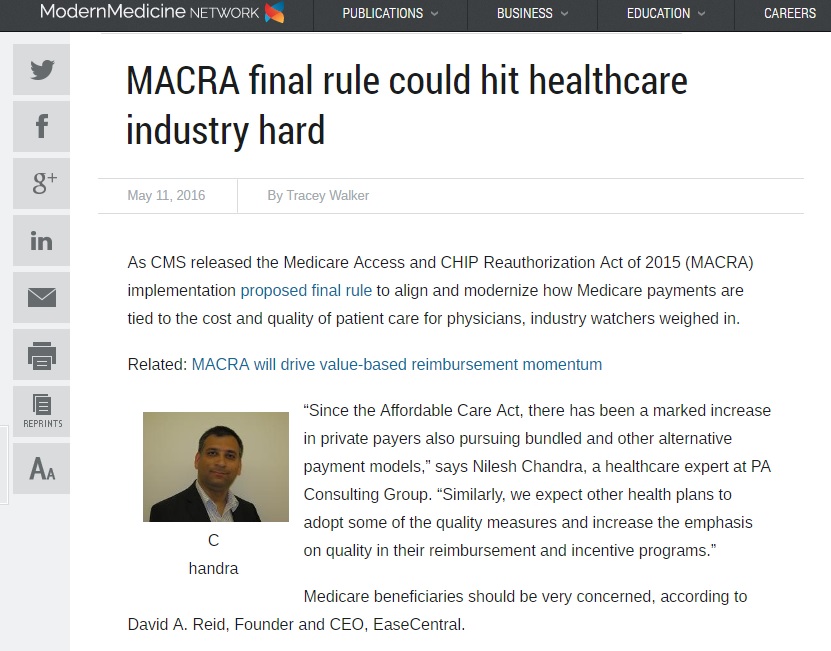 ModernMedicine NETWORK PUBLICATIONS BUSINESS EDUCATION CAREERS
MACRA final rule could hit healthcare
industry hard
May 11, 2016 By Tracey Walker
As CMS released the Medicare Access and CHIP Reauthorization Act of 2015 (MACRA)
implementation proposed final rule to align and modernize how Medicare payments are
tied to the cost and quality of patient care for physicians, industry watchers weighed in.
Related: MACRA will drive value-based reimbursement momentum
“Since the Affordable Care Act, there has been a marked increase
in private payers also pursuing bundled and other alternative
payment models,” says Nilesh Chandra, a healthcare expert at PA
Consulting Group. “Similarly, we expect other health plans to
adopt some of the quality measures and increase the emphasis
on quality in their reimbursement and incentive programs.”
C
handra
Medicare beneficiaries should be very concerned, according to
David A. Reid, Founder and CEO, EaseCentral.
f
g+
in
REPRINTS
AA